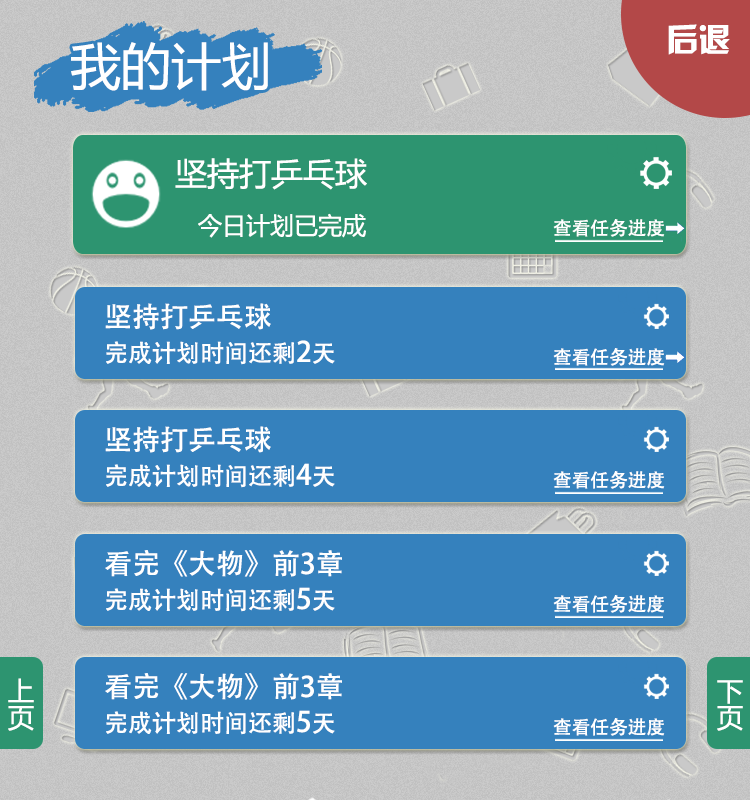 我的计划
后退
坚持打乒乓球
今日计划已完成
查看任务进度
坚持打乒乓球
完成计划时间还剩2天
查看任务进度
坚持打乒乓球
完成计划时间还剩4天
查看任务进度
看完《大物》前3章
完成计划时间还剩5天
查看任务进度
看完《大物》前3章
完成计划时间还剩5天
查看任务进度
上页
下页